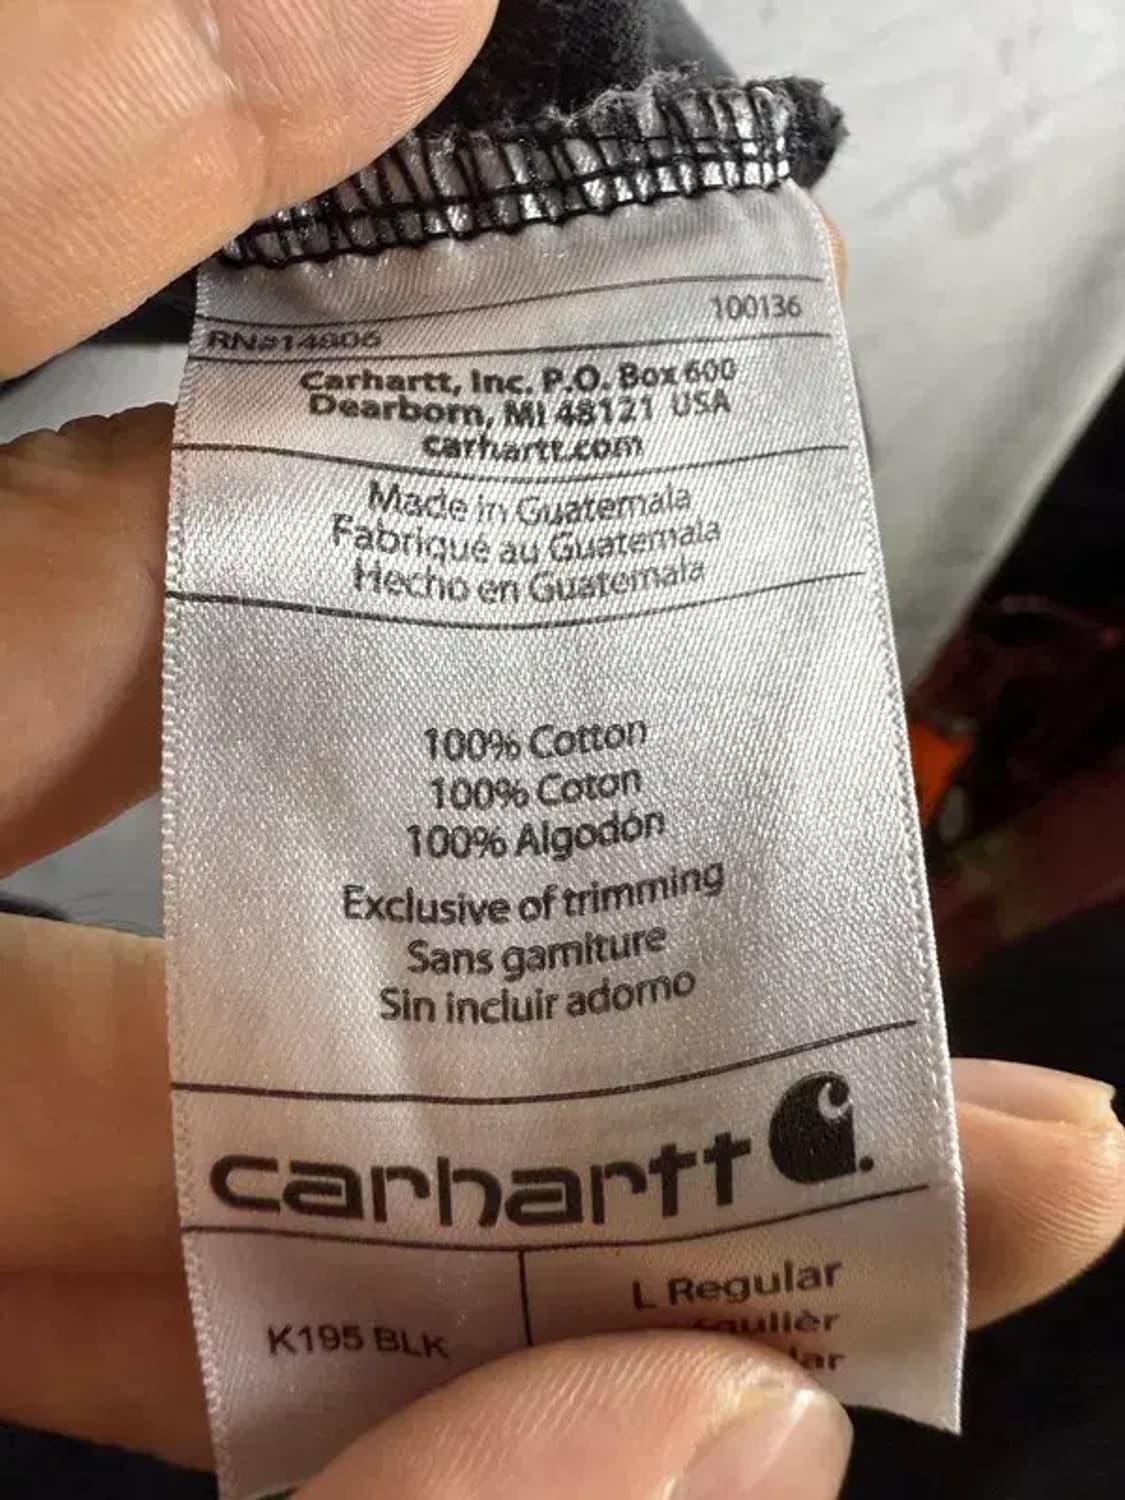 100136
RN#14806
Carhartt, Inc. P.O. Box 600
Dearborn, MI 48121 USA
carhartt.com
Made in Guatemala
Fabriqué au Guatemala
Hecho en Guatemala
100% Cotton
100% Coton
100% Algodón
Exclusive of trimming
Sans garniture
Sin incluir adorno
carhartt
K195 BLK
L Regular